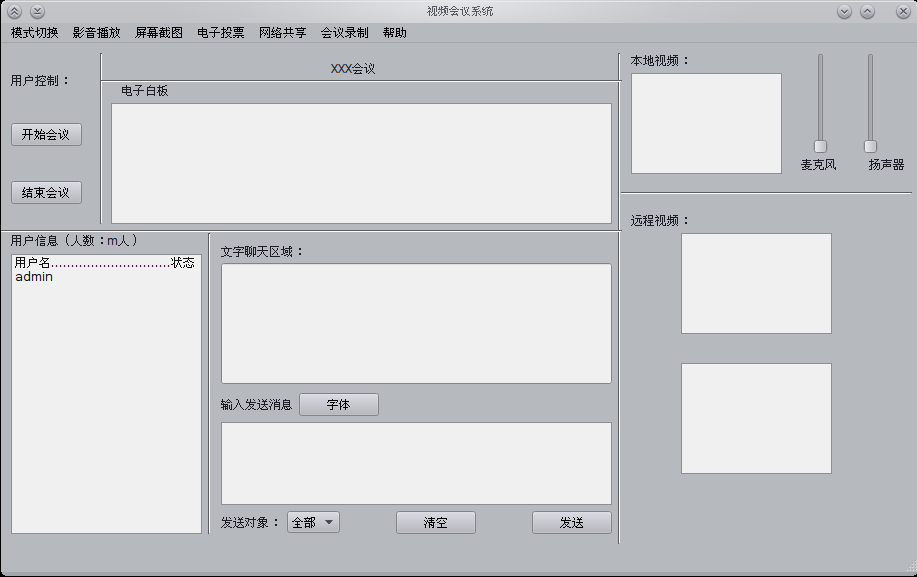 视频会议系统
模式切换 影音播放 屏幕截图 电子投票 网络共享 会议录制 帮助
用户控制：
XXX会议
电子白板
开始会议
结束会议
本地视频：
麦克风 扬声器
远程视频：
用户信息（人数：m人）
用户名..............................状态
admin
文字聊天区域：
输入发送消息 字体
发送对象： 全部 清空 发送